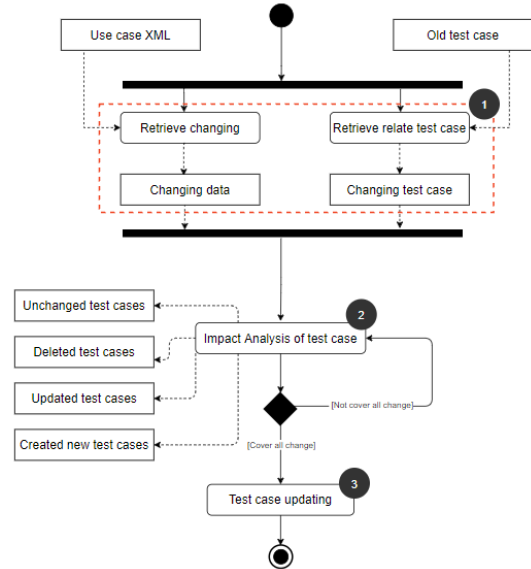 Use case XML
Old test case
1
Retrieve changing
Retrieve relate test case
Changing data
Changing test case
Unchanged test cases
2
Impact Analysis of test case
Deleted test cases
Updated test cases
[Not cover all change]
Created new test cases
[Cover all change]
3
Test case updating